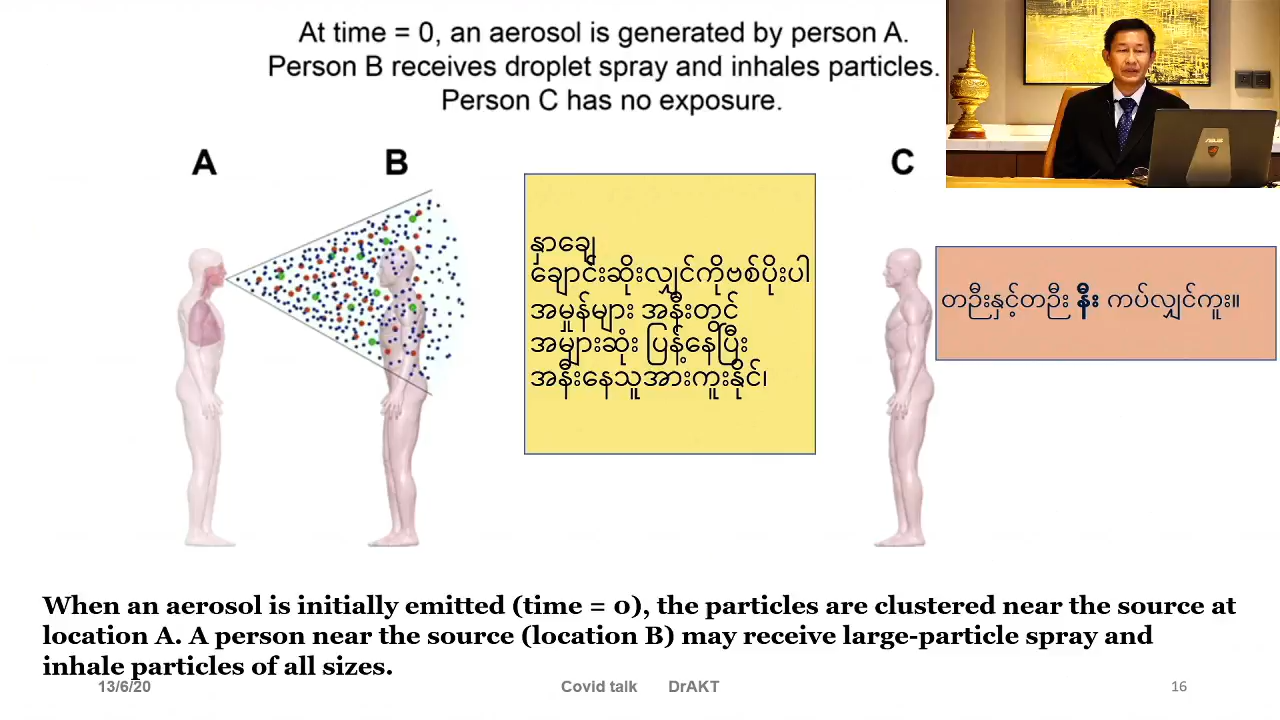 At time = 0, an aerosol is generated by person A.
Person B receives droplet spray and inhales particles.
Person C has no exposure.
A
B
C
နှာချေ
ချောင်းဆိုးလျှင်ကိုဗစ်ပိုးပါ
အမှုန်များ အနီးတွင်
အများဆုံး ပြန့်နေပြီး
အနီးနေသူအားကူးနိုင်၊
တဦးနှင့်တဦး နီး ကပ်လျှင်ကူး။
ASUS
When an aerosol is initially emitted (time = 0), the particles are clustered near the source at
location A. A person near the source (location B) may receive large-particle spray and
inhale particles of all sizes.
13/6/20
Covid talk DrAKT
16